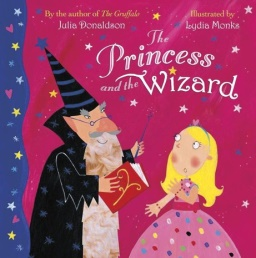 By the author of The Gruffalo
Julia Donaldson
Illustrated by
Lydia Monks
The
Princess
and the
Wizard